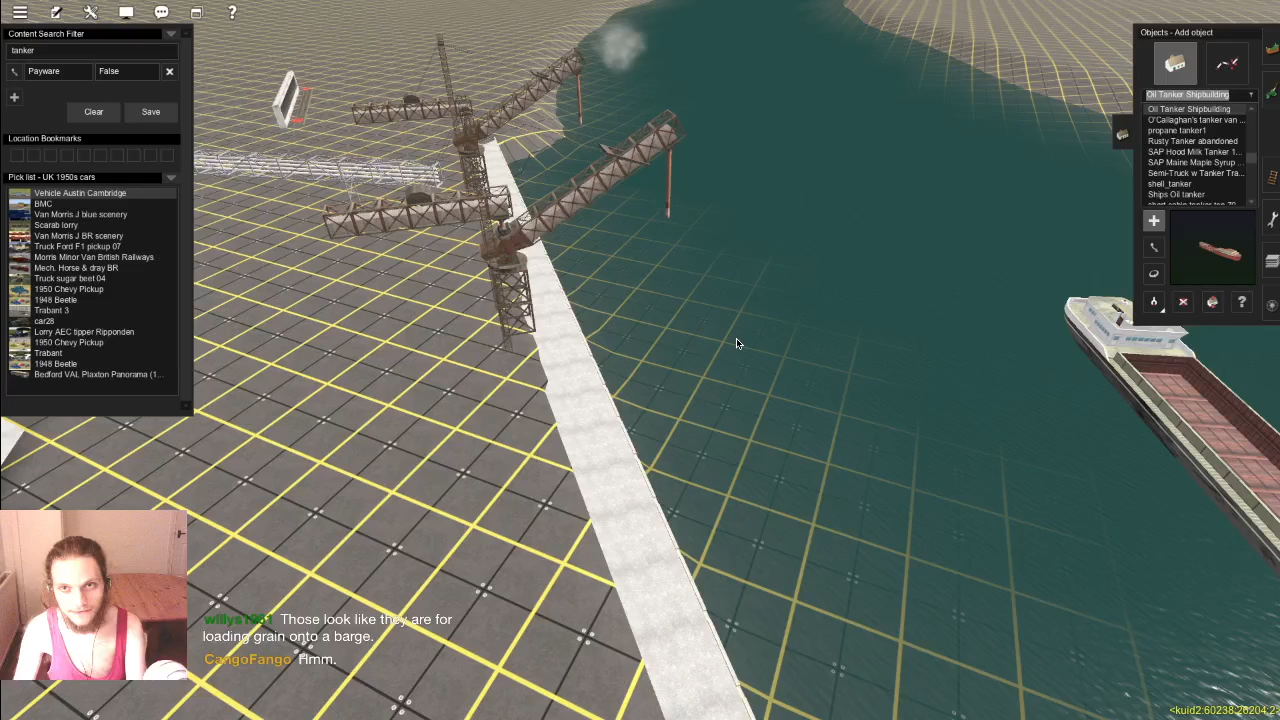 ?
Content Search Filter
tanker
Payware False
Clear Save
Location Bookmarks
Pick list - UK 1950s cars
Vehicle Austin Cambridge
BMC
Van Morris J blue scenery
Scarab lorry
Van Morris J BR scenery
Truck Ford F1 pickup 07
Morris Minor Van British Railways
Mech. Horse & dray BR
Truck sugar beet 04
1950 Chevy Pickup
1948 Beetle
Trabant 3
car28
Lorry AEC tipper Ripponden
1950 Chevy Pickup
Trabant
1948 Beetle
Bedford VAL Plaxton Panorama (1...
Objects - Add object
Oil Tanker Shipbuilding
Oil Tanker Shipbuilding
O'Callaghan's tanker van ...
propane tanker1
Rusty Tanker abandoned
SAP Hood Milk Tanker 1...
SAP Maine Maple Syrup ...
Semi-Truck w Tanker Tra...
shell_tanker
Ships Oil tanker
?
willys1961 Those look like they are for
loading grain onto a barge.
CangoFango Hmm.